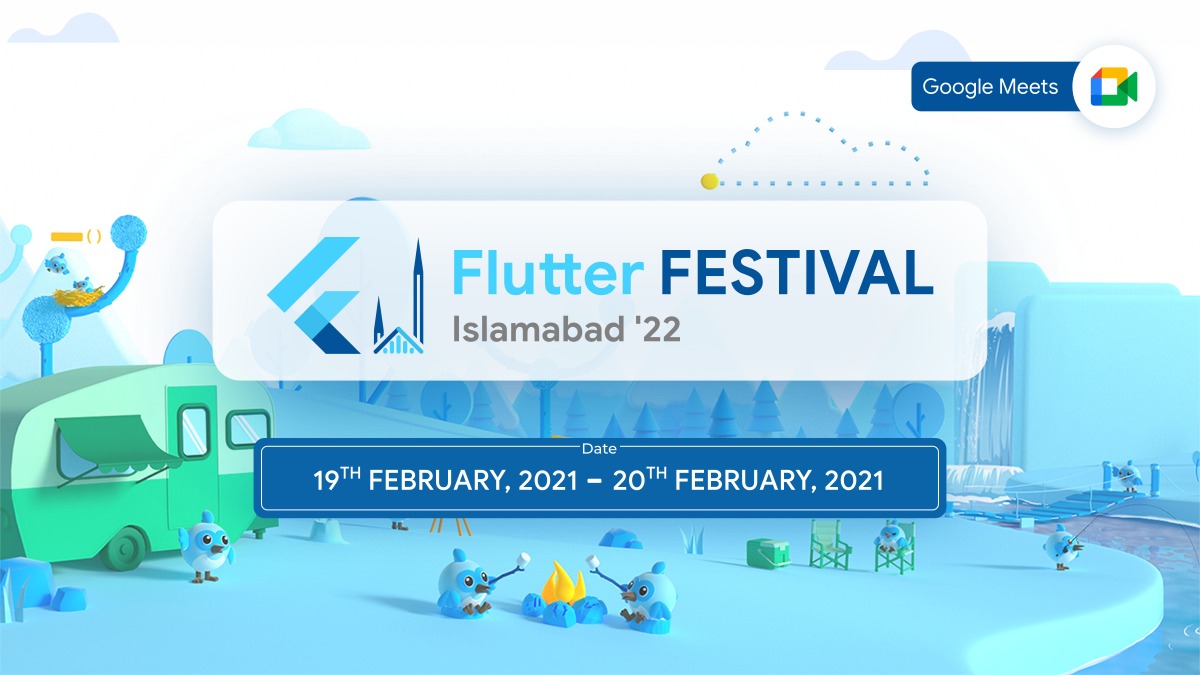 Google Meets
Flutter FESTIVAL
Islamabad '22
Date
19TH FEBRUARY, 2021 – 20TH FEBRUARY, 2021